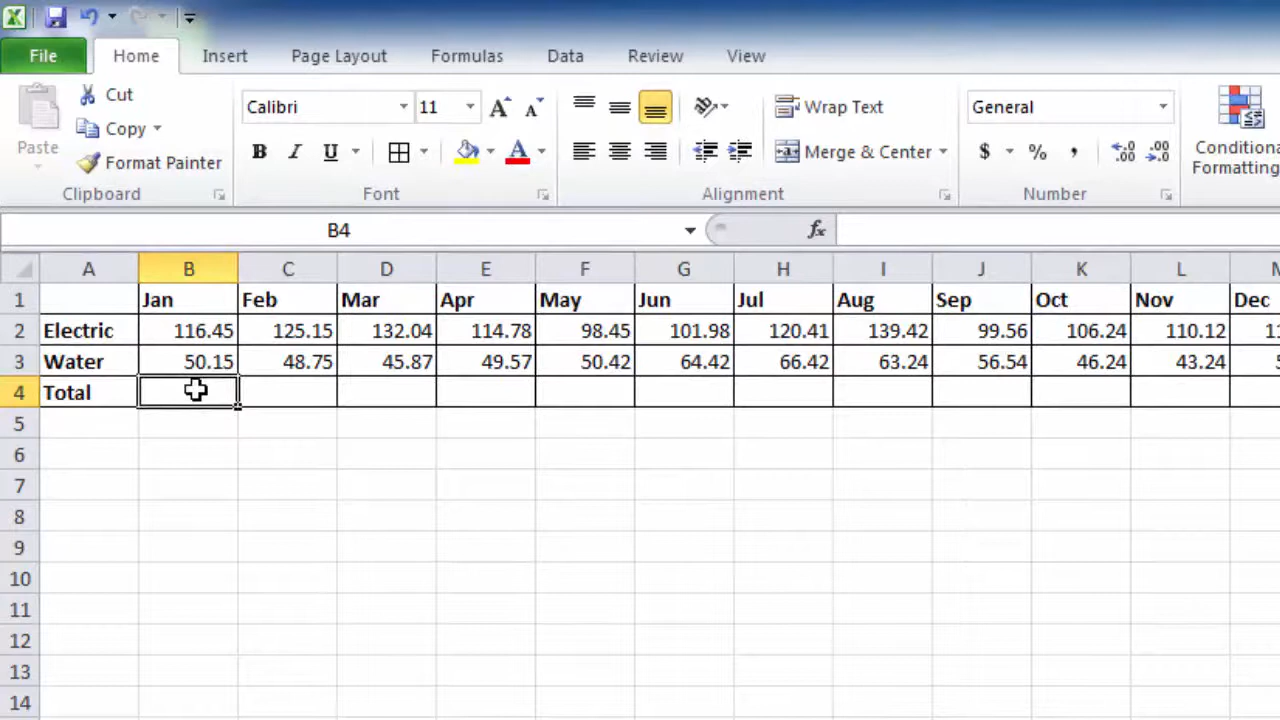 File Home Insert Page Layout Formulas Data Review View
Cut Calibri 11 Wrap Text General
Paste Copy B I U A Merge & Center $ % , .00 .0 .00 .0 Conditional
Format Painter Formatting
Clipboard Font Alignment Number
B4 fx
A B C D E F G H I J K L
1 Jan Feb Mar Apr May Jun Jul Aug Sep Oct Nov Dec
2 Electric 116.45 125.15 132.04 114.78 98.45 101.98 120.41 139.42 99.56 106.24 110.12
3 Water 50.15 48.75 45.87 49.57 50.42 64.42 66.42 63.24 56.54 46.24 43.24
4 Total
5
6
7
8
9
10
11
12
13
14